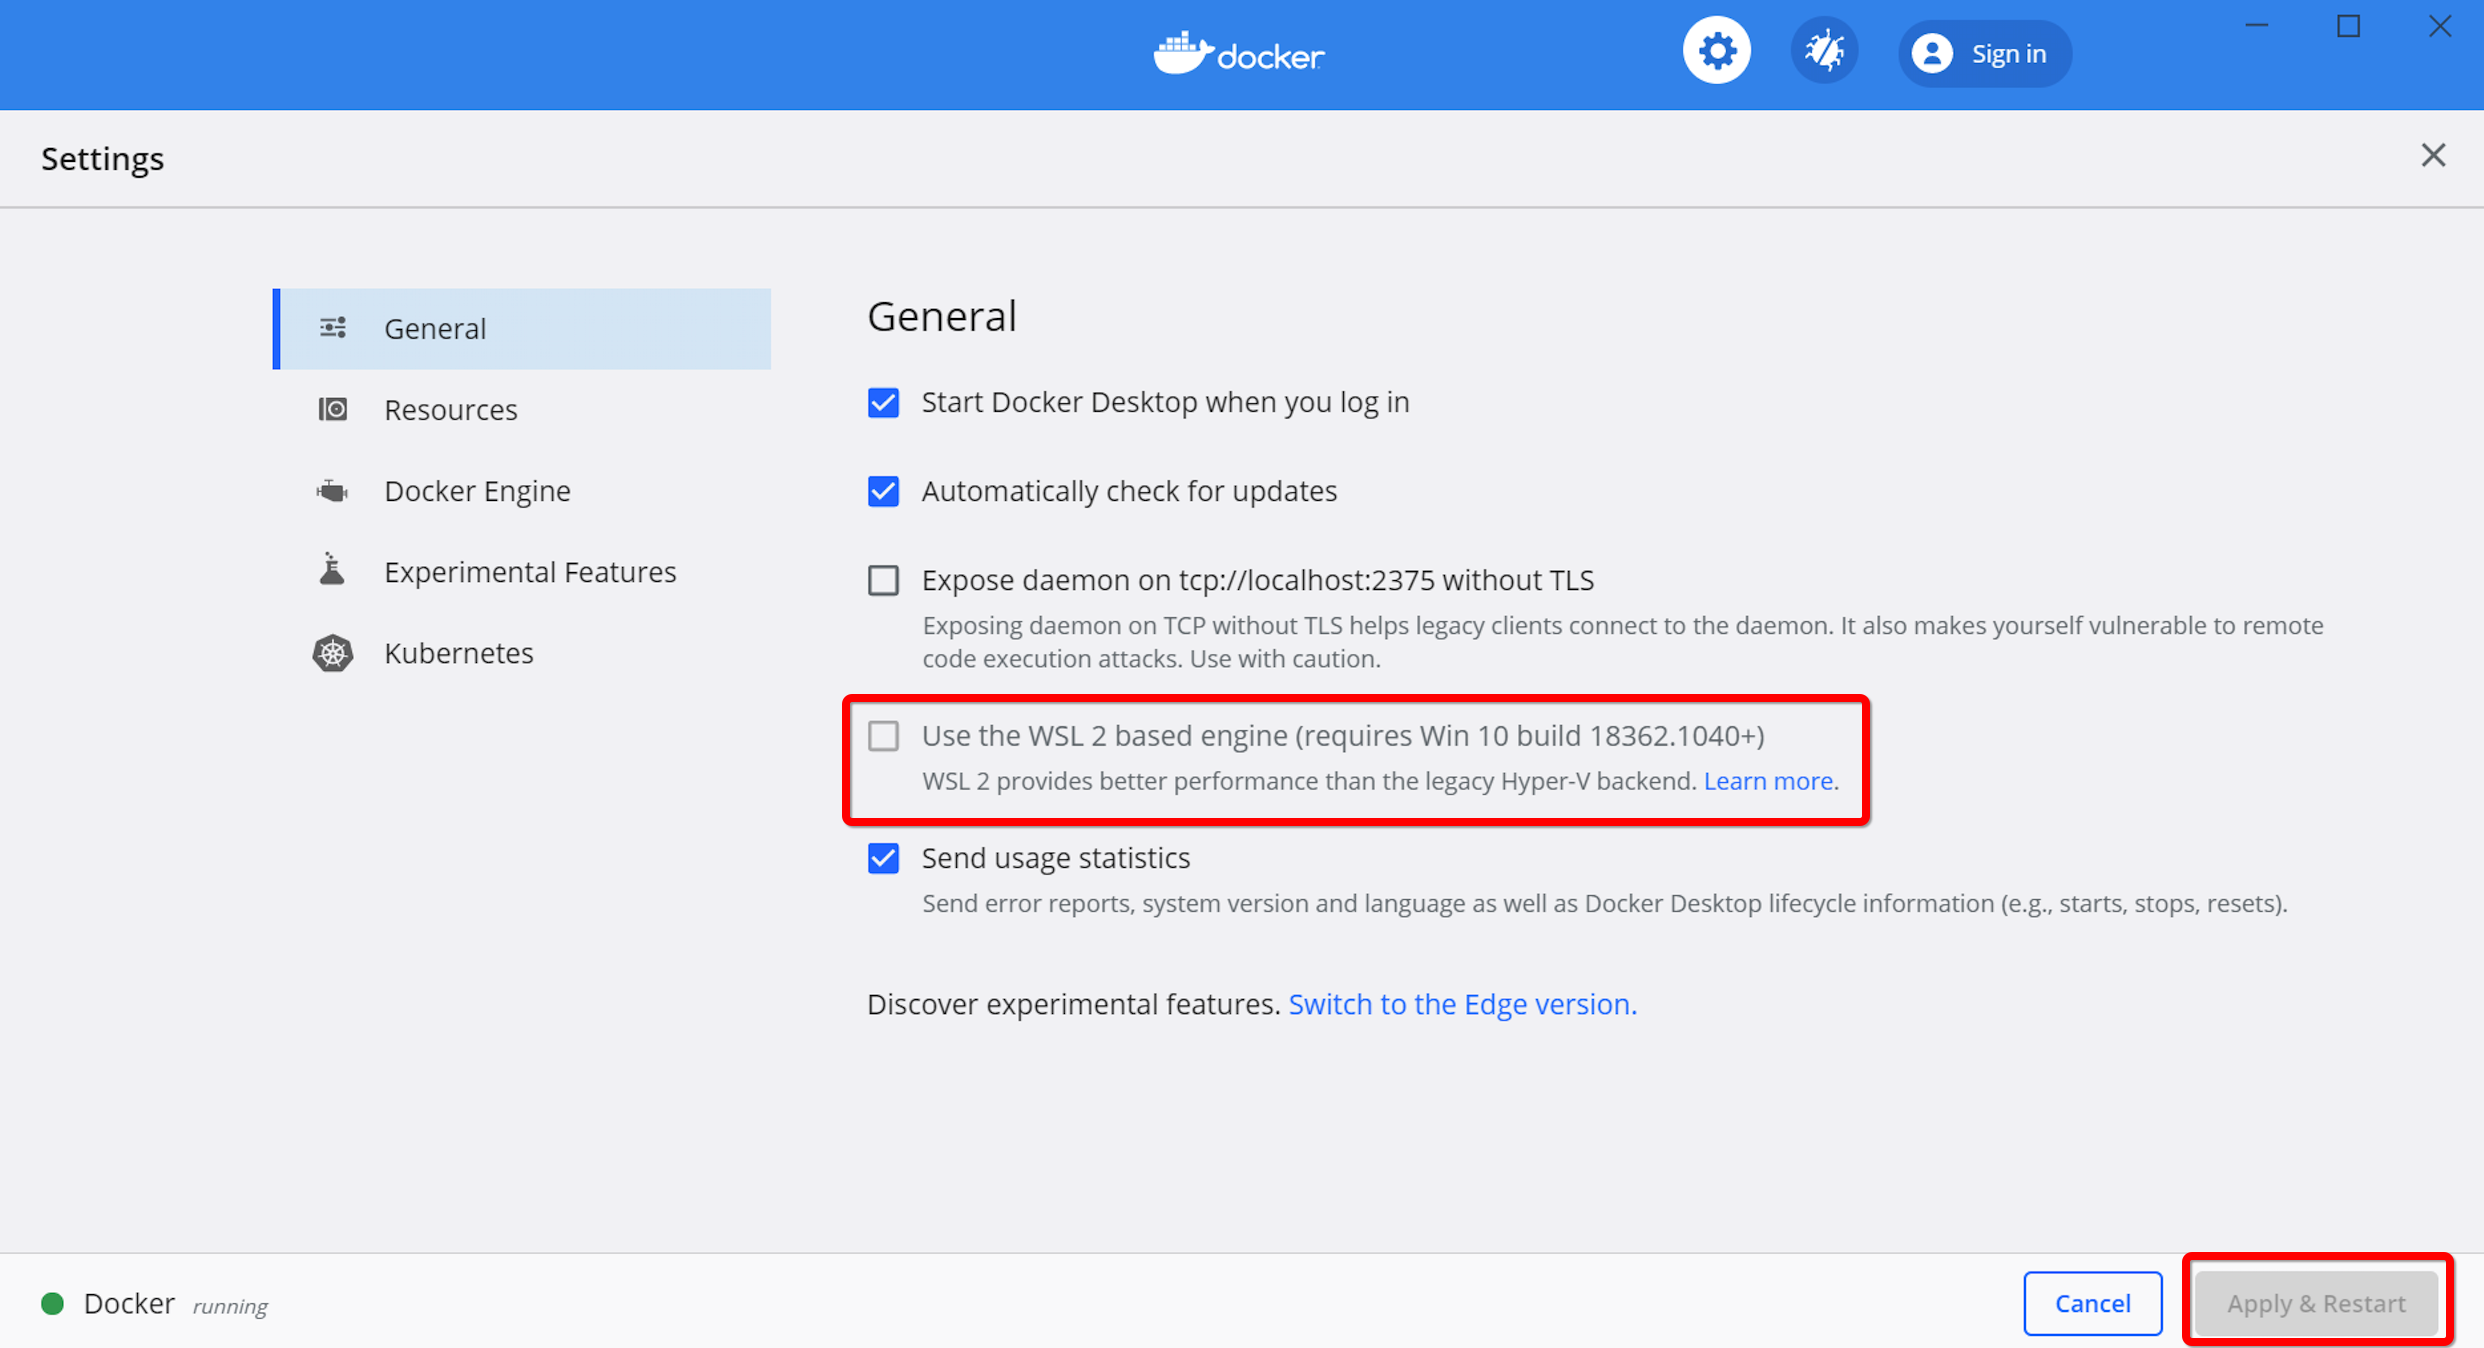 docker
Sign in
Settings
General
Resources
Docker Engine
Experimental Features
Kubernetes
General
Start Docker Desktop when you log in
Automatically check for updates
Expose daemon on tcp://localhost:2375 without TLS
Exposing daemon on TCP without TLS helps legacy clients connect to the daemon. It also makes yourself vulnerable to remote
code execution attacks. Use with caution.
Use the WSL 2 based engine (requires Win 10 build 18362.1040+)
WSL 2 provides better performance than the legacy Hyper-V backend. Learn more.
Send usage statistics
Send error reports, system version and language as well as Docker Desktop lifecycle information (e.g., starts, stops, resets).
Discover experimental features. Switch to the Edge version.
Docker running
Cancel
Apply & Restart